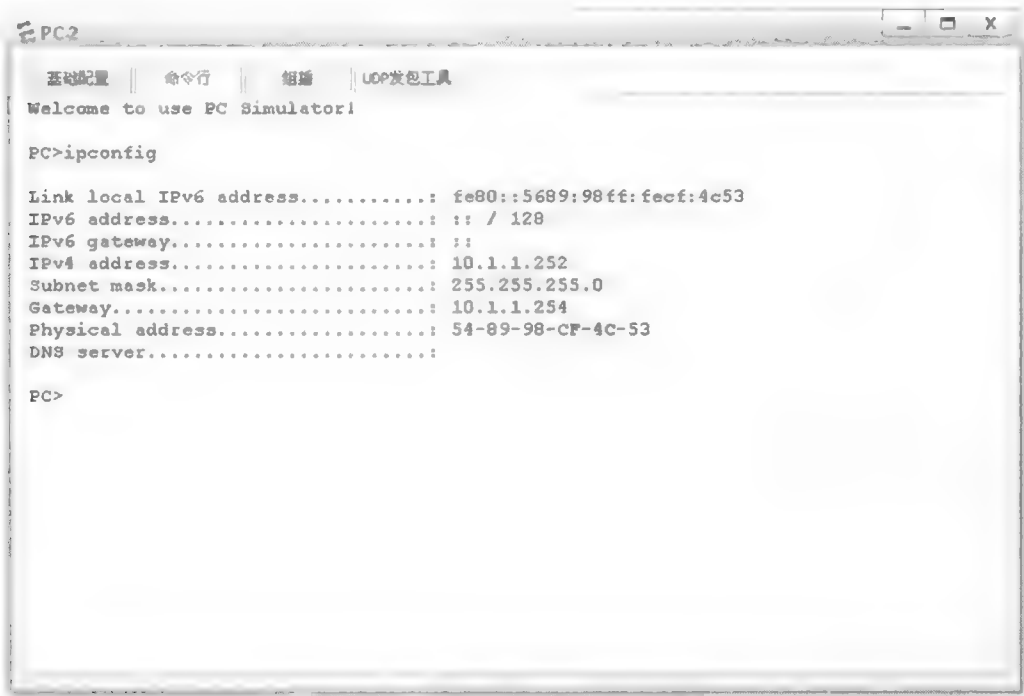 PC2
基础配置 命令行 组播 UDP发包工具
Welcome to use PC Simulator!
PC>ipconfig
Link local IPv6 address...........: fe80::5689:98ff:fecf:4c53
IPv6 address......................: :: / 128
IPv6 gateway......................: ::
IPv4 address......................: 10.1.1.252
Subnet mask.......................: 255.255.255.0
Gateway...........................: 10.1.1.254
Physical address..................: 54-89-98-CF-4C-53
DNS server........................:
PC>